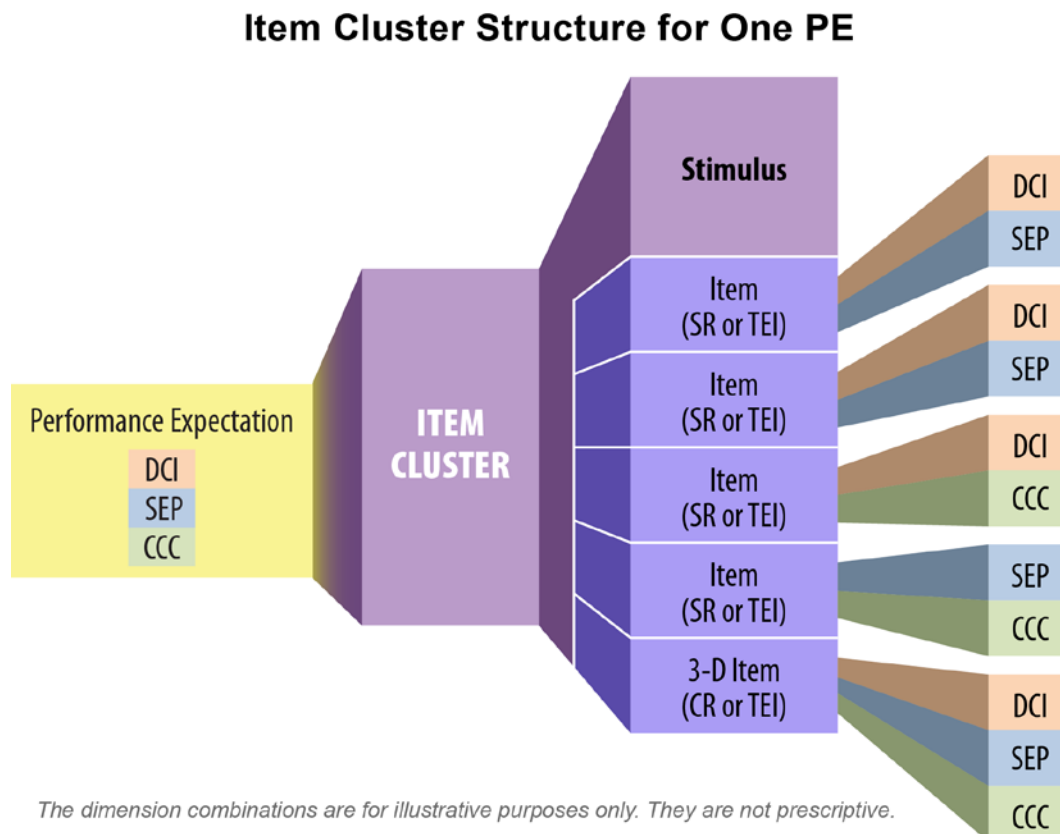 Item Cluster Structure for One PE
Performance Expectation
DCI
SEP
CCC
ITEM
CLUSTER
Stimulus
Item
(SR or TEI)
Item
(SR or TEI)
Item
(SR or TEI)
Item
(SR or TEI)
3-D Item
(CR or TEI)
DCI
SEP
DCI
SEP
DCI
CCC
SEP
CCC
DCI
SEP
CCC
The dimension combinations are for illustrative purposes only. They are not prescriptive.